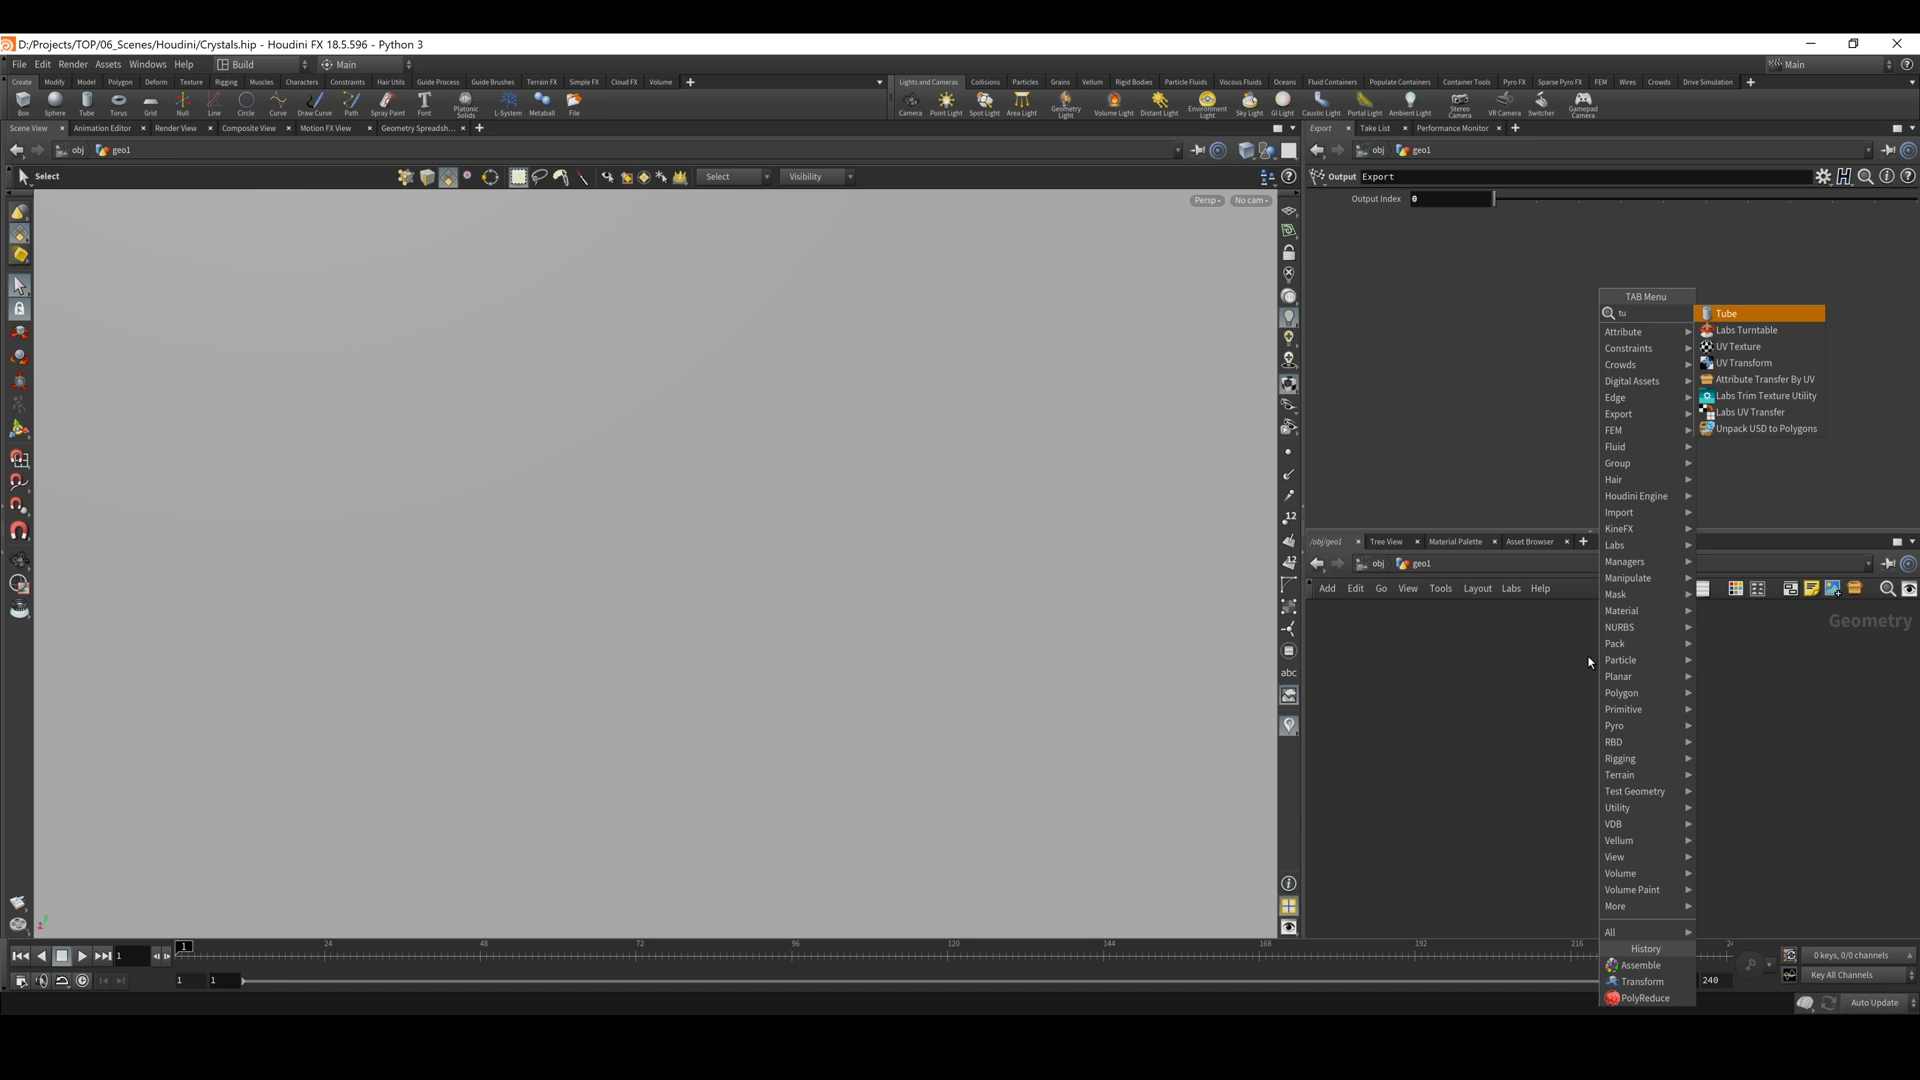 D:/Projects/TOP/06_Scenes/Houdini/Crystals.hip - Houdini FX 18.5.596 - Python 3
File Edit Render Assets Windows Help Build Main Main
Create Modify Model Polygon Deform Texture Rigging Muscles Characters Constraints Hair Utils Guide Process Guide Brushes Terrain FX Simple FX Cloud FX Volume
Lights and Cameras Collisions Particles Grains Vellum Rigid Bodies Particle Fluids Viscous Fluids Oceans Fluid Containers Populate Containers Container Tools Pyro FX Sparse Pyro FX FEM Wires Crowds Drive Simulation
Box Sphere Tube Torus Grid Null Line Circle Curve Draw Curve Path Spray Paint Font Platonic Solids L-System Metaball File
Camera Point Light Spot Light Area Light Geometry Light Volume Light Distant Light Environment Light Sky Light GI Light Caustic Light Portal Light Ambient Light Stereo Camera VR Camera Switcher Gamepad Camera
Scene View Animation Editor Render View Composite View Motion FX View Geometry Spreadsh...
Export Take List Performance Monitor
obj geo1
obj geo1
Select Select Visibility
Output Export
Persp No cam
Output Index 0
TAB Menu
tu
Attribute
Constraints
Crowds
Digital Assets
Edge
Export
FEM
Fluid
Group
Hair
Houdini Engine
Import
KineFX
Labs
Managers
Manipulate
Mask
Material
NURBS
Pack
Particle
Planar
Polygon
Primitive
Pyro
RBD
Rigging
Terrain
Test Geometry
Utility
VDB
Vellum
View
Volume
Volume Paint
More
All
History
Assemble
Transform
PolyReduce
Tube
Labs Turntable
UV Texture
UV Transform
Attribute Transfer By UV
Labs Trim Texture Utility
Labs UV Transfer
Unpack USD to Polygons
12
12
abc
/obj/geo1 Tree View Material Palette Asset Browser
obj geo1
Add Edit Go View Tools Layout Labs Help
Geometry
1 1 24 48 72 96 120 144 168 192 216
0 keys, 0/0 channels
1 1 240 Key All Channels
Auto Update